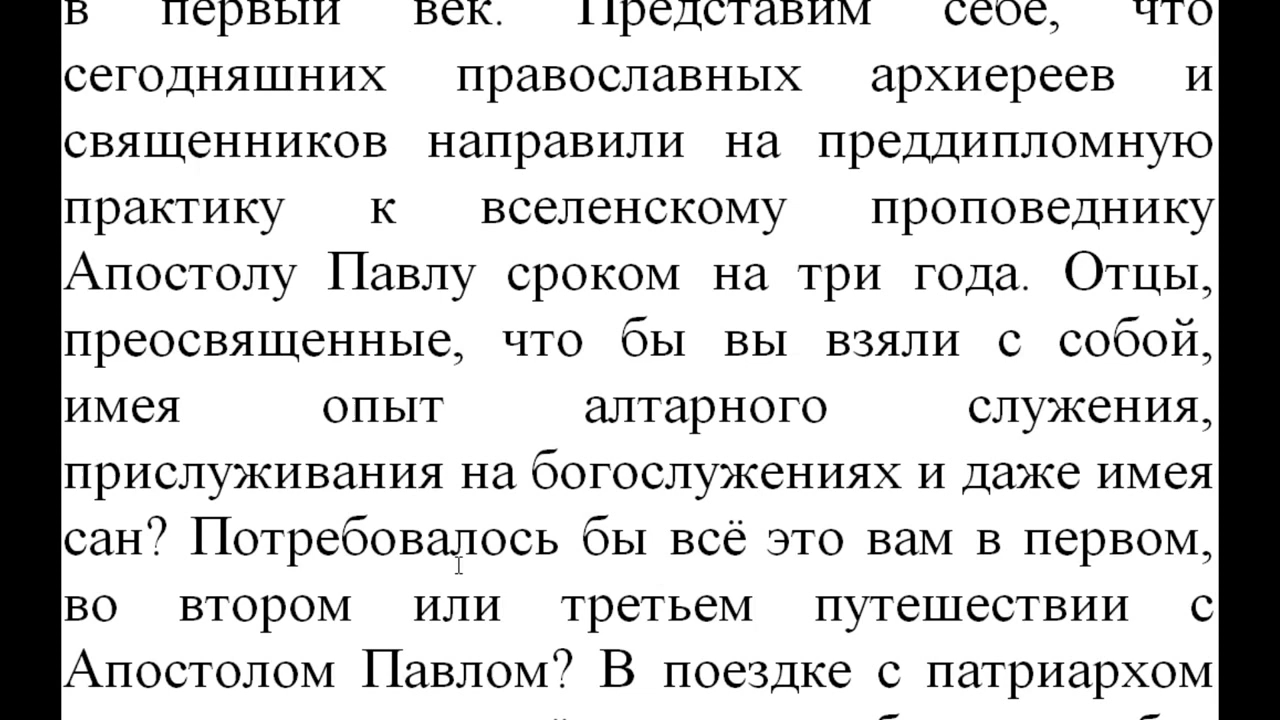 в первый век. Представим себе, что
сегодняшних православных архиереев и
священников направили на преддипломную
практику к вселенскому проповеднику
Апостолу Павлу сроком на три года. Отцы,
преосвященные, что бы вы взяли с собой,
имея опыт алтарного служения,
прислуживания на богослужениях и даже имея
сан? Потребовалось бы всё это вам в первом,
во втором или третьем путешествии с
Апостолом Павлом? В поездке с патриархом